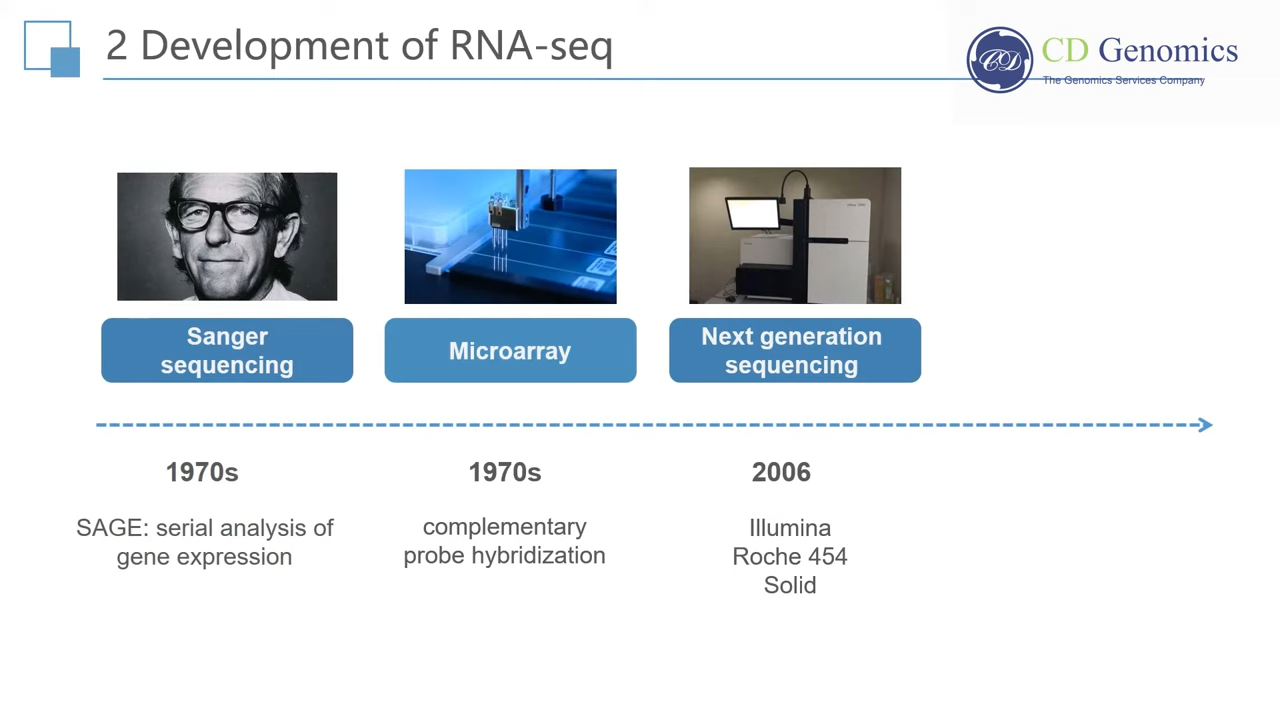 2 Development of RNA-seq
CD Genomics
The Genomics Services Company
Sanger
sequencing
Microarray
Next generation
sequencing
1970s
1970s
2006
SAGE: serial analysis of
gene expression
complementary
probe hybridization
Illumina
Roche 454
Solid